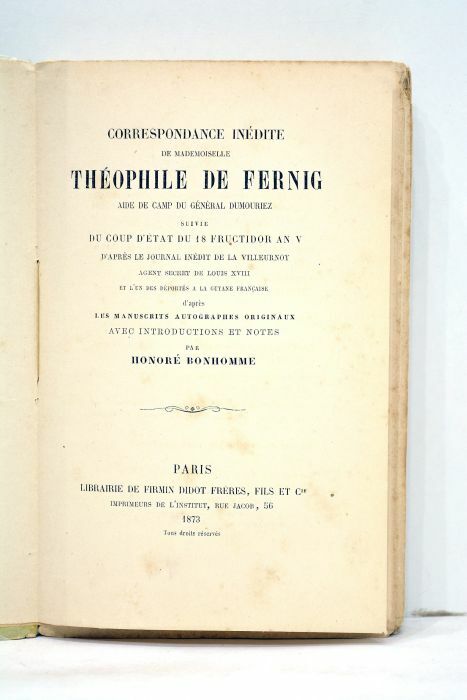 CORRESPONDANCE INÉDITE
DE MADEMOISELLE
THÉOPHILE DE FERNIG
AIDE DE CAMP DU GÉNÉRAL DUMOURIEZ
SUIVIE
DU COUP D'ÉTAT DU 18 FRUCTIDOR AN V
D'APRÈS LE JOURNAL INÉDIT DE LA VILLEURNOY
AGENT SECRET DE LOUIS XVIII
ET L'UN DES DÉPORTÉS A LA GUYANE FRANÇAISE
d'après
LES MANUSCRITS AUTOGRAPHES ORIGINAUX
AVEC INTRODUCTIONS ET NOTES
PAR
HONORÉ BONHOMME
PARIS
LIBRAIRIE DE FIRMIN DIDOT FRÈRES, FILS ET Cie
IMPRIMEURS DE L'INSTITUT, RUE JACOB, 56
1873
Tous droits réservés